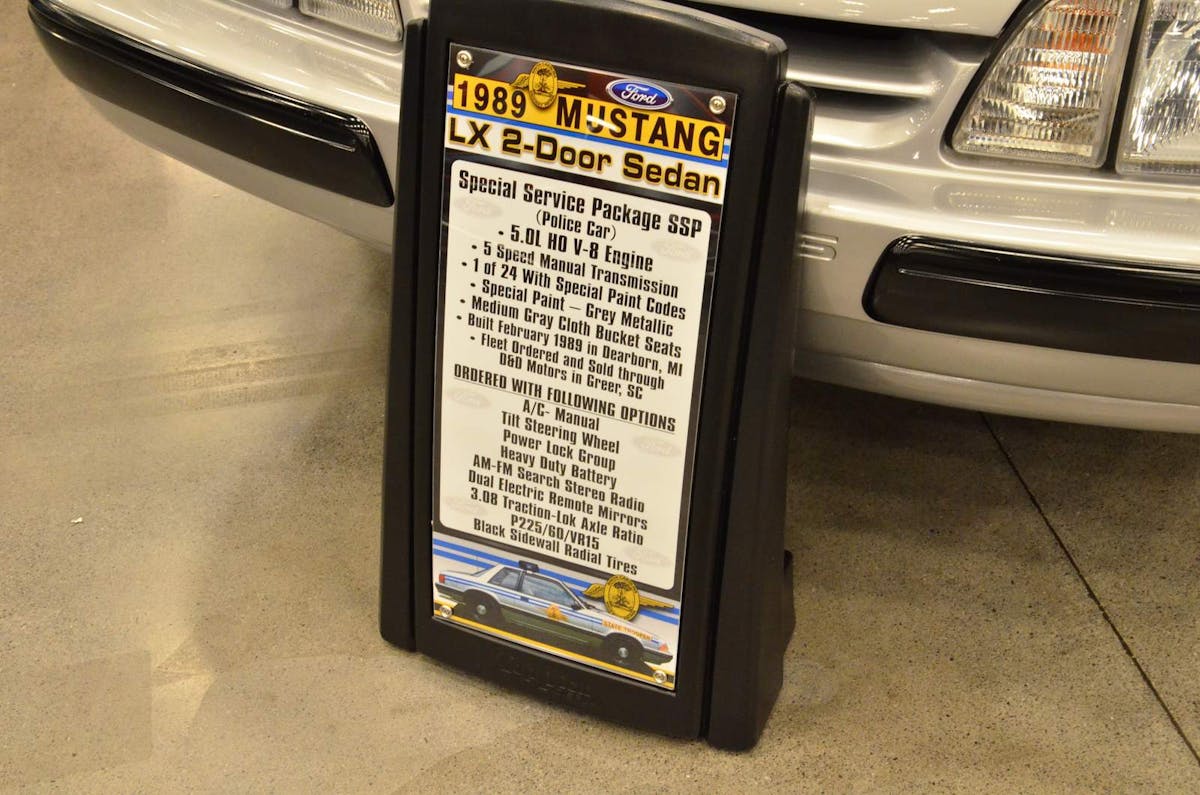 Ford
1989 MUSTANG
LX 2-Door Sedan
Special Service Package SSP
(Police Car)
• 5.0L HO V-8 Engine
• 5 Speed Manual Transmission
• 1 of 24 With Special Paint Codes
• Special Paint – Grey Metallic
• Medium Gray Cloth Bucket Seats
• Built February 1989 in Dearborn, MI
• Fleet Ordered and Sold through
D&D Motors in Greer, SC
ORDERED WITH FOLLOWING OPTIONS
A/C- Manual
Tilt Steering Wheel
Power Lock Group
Heavy Duty Battery
AM-FM Search Stereo Radio
Dual Electric Remote Mirrors
3.08 Traction-Lok Axle Ratio
P225/60/VR15
Black Sidewall Radial Tires
STATE TROOPER